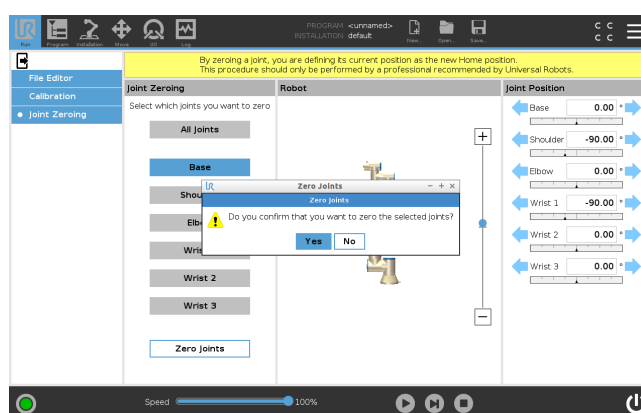 PROGRAM <unnamed>
INSTALLATION default
Run Program Installation Move I/O Log New... Open... Save...
C C
C C
By zeroing a joint, you are defining its current position as the new Home position.
This procedure should only be performed by a professional recommended by Universal Robots.
File Editor
Calibration
Joint Zeroing
Joint Zeroing
Select which joints you want to zero
All Joints
Base
Shou
Elb
Wris
Wrist 2
Wrist 3
Zero Joints
Robot
Zero Joints
Zero Joints
Do you confirm that you want to zero the selected joints?
Yes No
Joint Position
Base 0.00 °
Shoulder -90.00 °
Elbow 0.00 °
Wrist 1 -90.00 °
Wrist 2 0.00 °
Wrist 3 0.00 °
Speed 100%